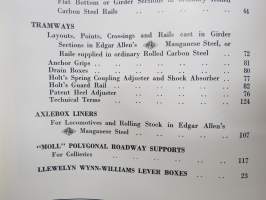 Flat Bottom or Girder Sections in Ordinary Rolled
Carbon Steel Rails .. .. .. .. 64
TRAMWAYS
Layouts, Points, Crossings and Rails cast in Girder
Sections in Edgar Allen's Manganese Steel, or
Rails supplied in ordinary Rolled Carbon Steel .. 72
Anchor Grips .. .. .. .. .. 81
Drain Boxes .. .. .. .. .. 80
Holt's Spring Coupling Adjuster and Shock Absorber .. 77
Holt's Guard Rail .. .. .. .. 82
Patent Heel Adjuster .. .. .. .. 76
Technical Terms .. .. .. .. 124
AXLEBOX LINERS
For Locomotives and Rolling Stock in Edgar Allen's
Manganese Steel .. .. .. .. 107
"MOLL" POLYGONAL ROADWAY SUPPORTS
For Collieries .. .. .. .. .. 117
LLEWELYN WYNN-WILLIAMS LEVER BOXES .. .. 23